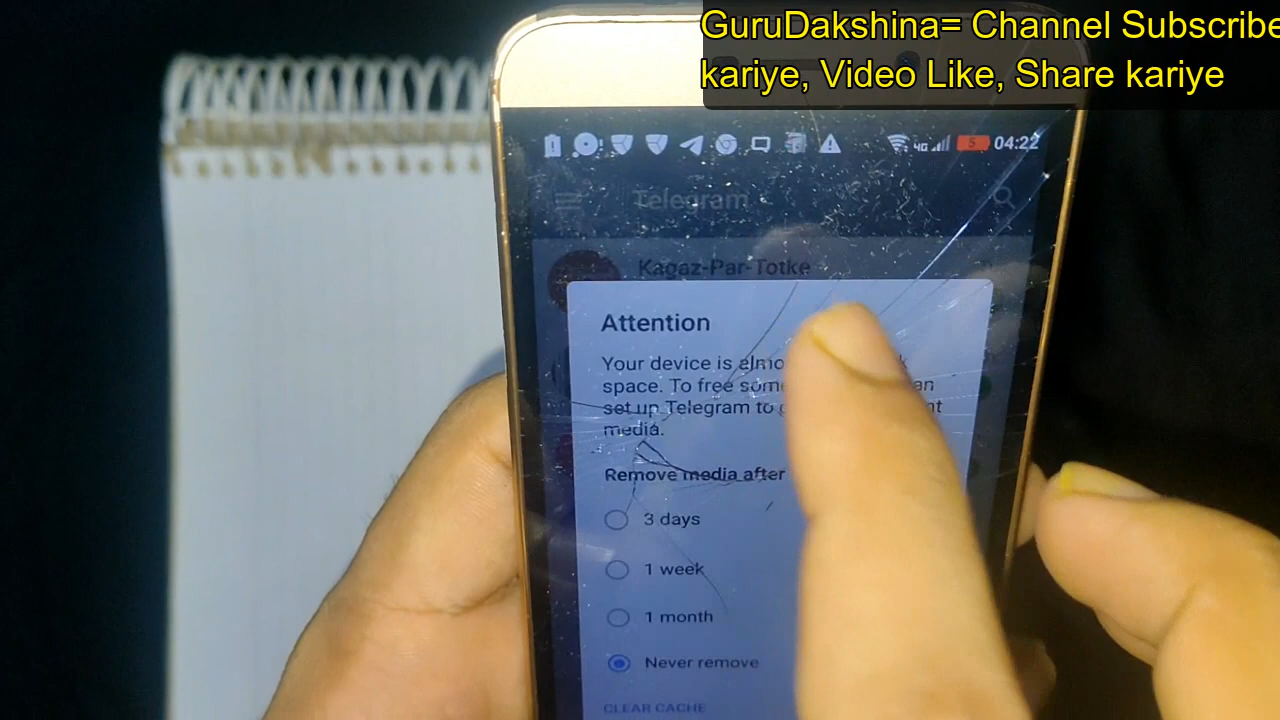 GuruDakshina= Channel Subscribe
kariye, Video Like, Share kariye
4G 5 04:22
Telegram
Kagaz-Par-Totke
Attention
Your device is
space. To free
set up Telegram to
media.
Remove media after
3 days
1 week
1 month
Never remove
CLEAR CACHE